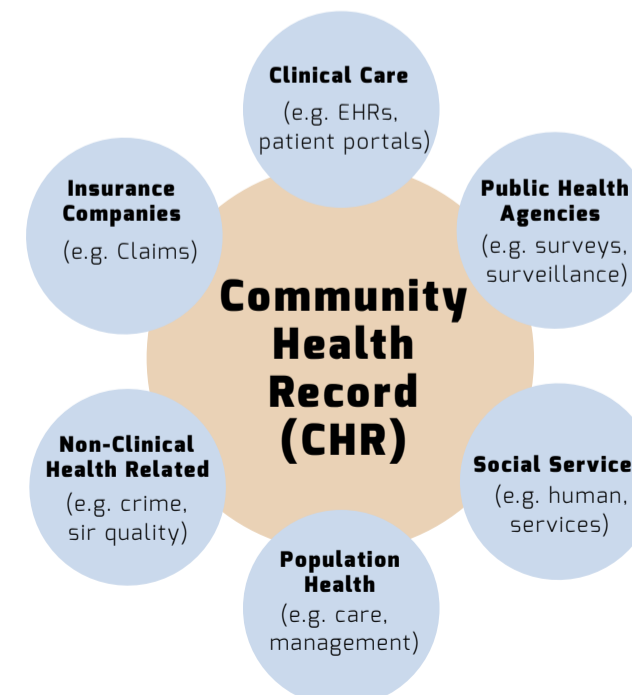 Clinical Care
(e.g. EHRs,
patient portals)
Insurance
Companies
(e.g. Claims)
Public Health
Agencies
(e.g. surveys,
surveillance)
Community
Health
Record
(CHR)
Non-Clinical
Health Related
(e.g. crime,
sir quality)
Social Service
(e.g. human,
services)
Population
Health
(e.g. care,
management)